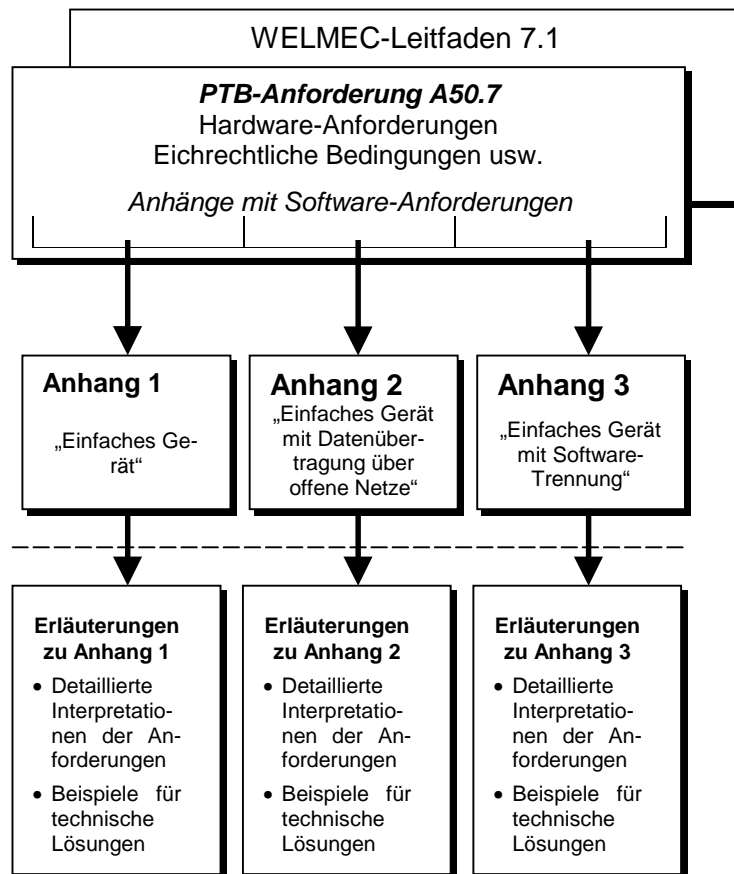 WELMEC-Leitfaden 7.1
PTB-Anforderung A50.7
Hardware-Anforderungen
Eichrechtliche Bedingungen usw.
Anhänge mit Software-Anforderungen
Anhang 1
„Einfaches Ge-
rät“
Anhang 2
„Einfaches Gerät
mit Datenüber-
tragung über
offene Netze“
Anhang 3
„Einfaches Gerät
mit Software-
Trennung“
Erläuterungen
zu Anhang 1
• Detaillierte
Interpretatio-
nen der An-
forderungen
• Beispiele für
technische
Lösungen
Erläuterungen
zu Anhang 2
• Detaillierte
Interpretatio-
nen der An-
forderungen
• Beispiele für
technische
Lösungen
Erläuterungen
zu Anhang 3
• Detaillierte
Interpretatio-
nen der An-
forderungen
• Beispiele für
technische
Lösungen